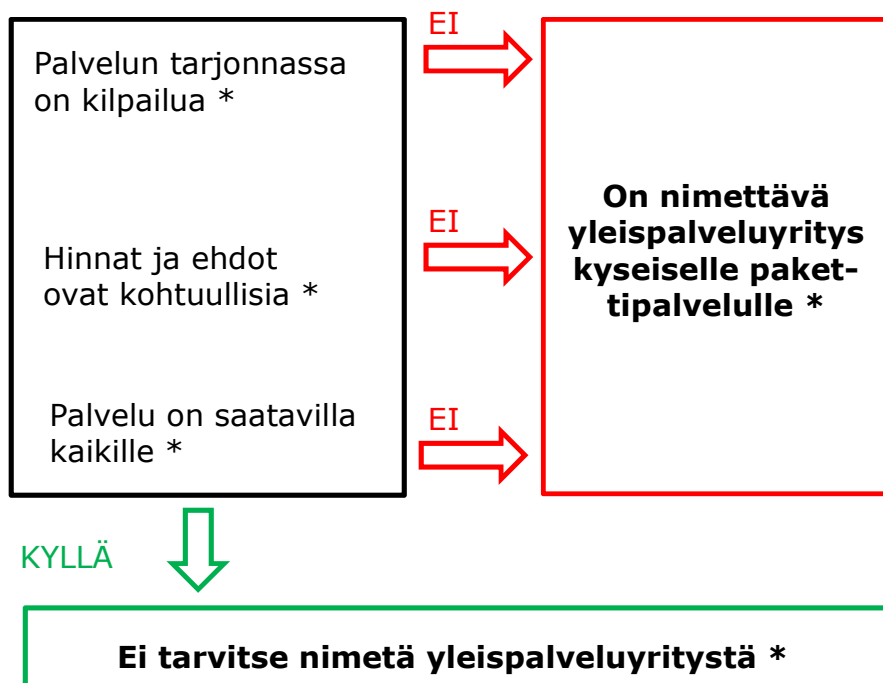 Palvelun tarjonnassa
on kilpailua *
EI
Hinnat ja ehdot
ovat kohtuullisia *
EI
Palvelu on saatavilla
kaikille *
EI
On nimettävä
yleispalveluyritys
kyseiselle paket-
tipalvelulle *
KYLLÄ
Ei tarvitse nimetä yleispalveluyritystä *